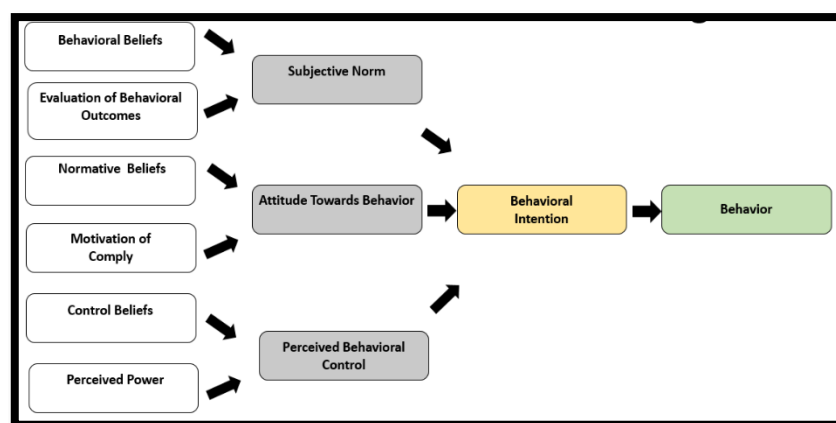 Behavioral Beliefs
Evaluation of Behavioral
Outcomes
Normative Beliefs
Motivation of
Comply
Control Beliefs
Perceived Power
Subjective Norm
Attitude Towards Behavior
Perceived Behavioral
Control
Behavioral
Intention
Behavior